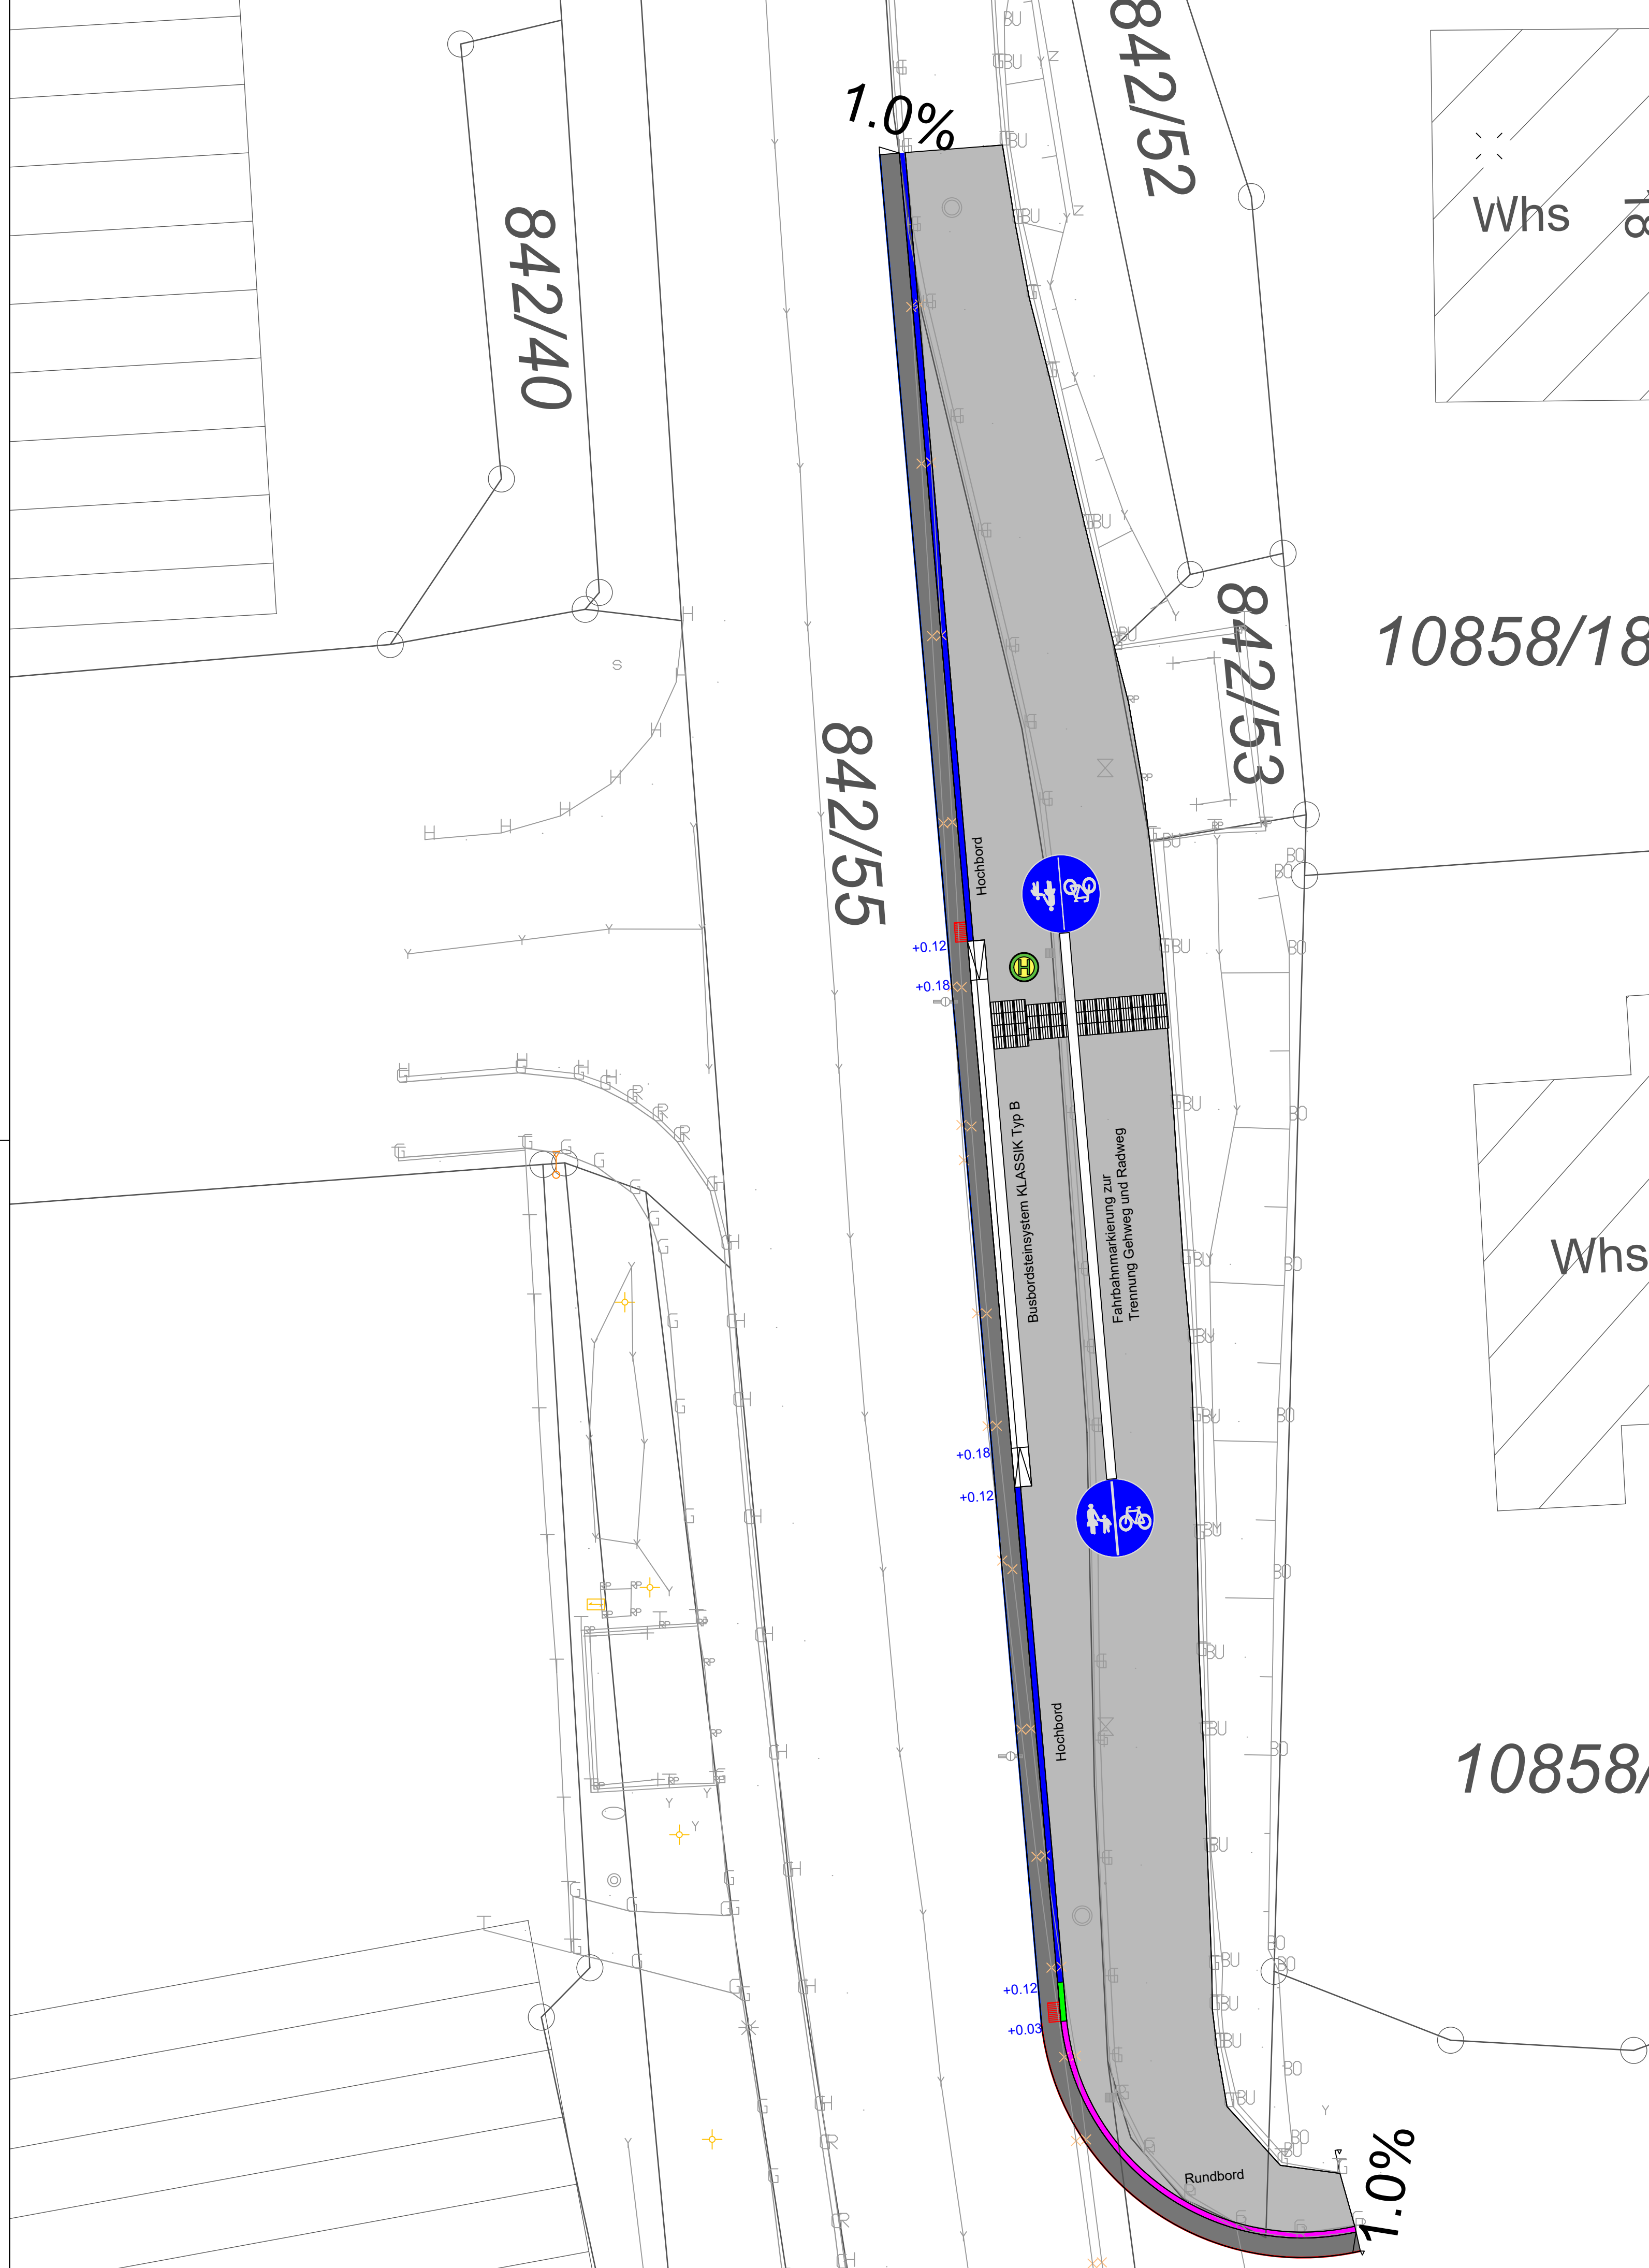 1.0%
842/52
Whs
18
842/40
10858/18
842/53
842/55
Hochbord
+0.12
H
+0.18
Busbordsteinsystem KLASSIK Typ B
Fahrbahnmarkierung zur
Trennung Gehweg und Radweg
Whs
+0.18
+0.12
Hochbord
10858/
+0.12
+0.03
Rundbord
1.0%